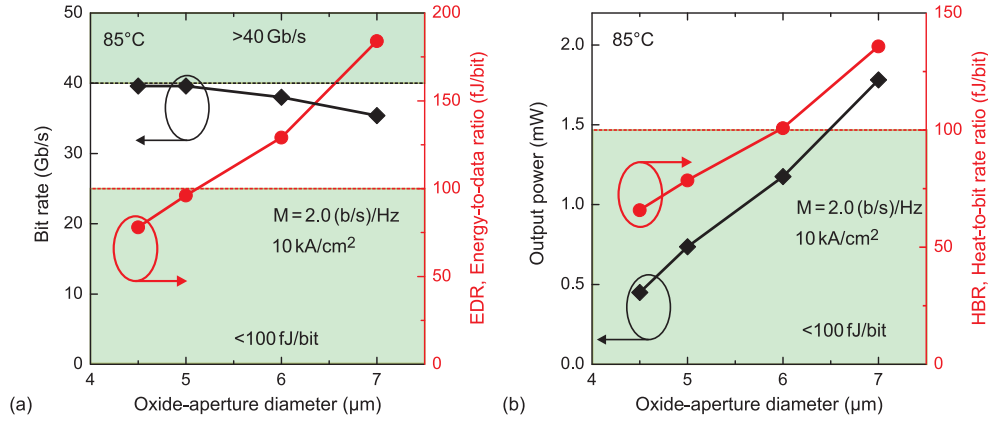 50
40
30
20
10
0
Bit rate (Gb/s)
85°C
>40 Gb/s
M = 2.0 (b/s)/Hz
10 kA/cm²
<100 fJ/bit
200
150
100
50
0
EDR, Energy-to-data ratio (fJ/bit)
4 5 6 7
(a) Oxide-aperture diameter (µm)
2.0
1.5
1.0
0.5
0.0
Output power (mW)
85°C
M = 2.0 (b/s)/Hz
10 kA/cm²
<100 fJ/bit
150
100
50
0
HBR, Heat-to-bit rate ratio (fJ/bit)
4 5 6 7
(b) Oxide-aperture diameter (µm)